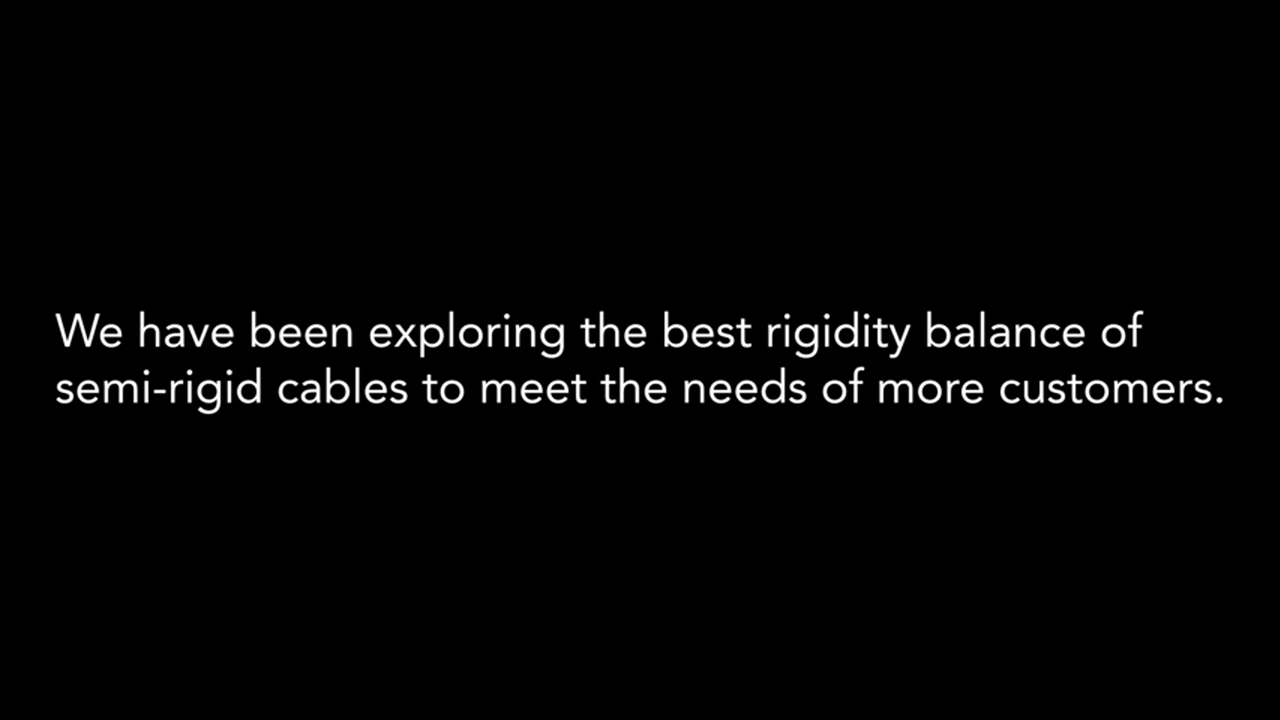 We have been exploring the best rigidity balance of
semi-rigid cables to meet the needs of more customers.